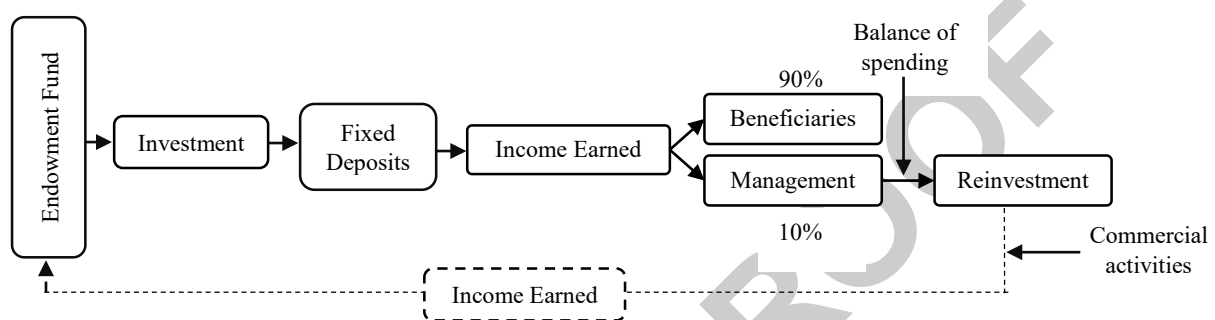 Endowment Fund
Investment
Fixed
Deposits
Income Earned
90%
Beneficiaries
Management
10%
Balance of
spending
Reinvestment
Commercial
activities
Income Earned
ROOF